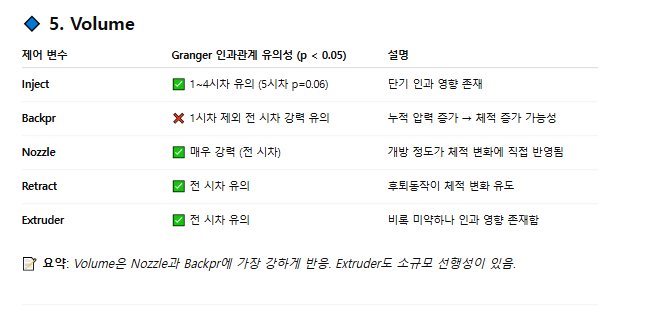 🔷 5. Volume
제어 변수 Granger 인과관계 유의성 (p < 0.05) 설명
Inject ✅ 1~4시차 유의 (5시차 p=0.06) 단기 인과 영향 존재
Backpr ❌ 1시차 제외 전 시차 강력 유의 누적 압력 증가 → 체적 증가 가능성
Nozzle ✅ 매우 강력 (전 시차) 개방 정도가 체적 변화에 직접 반영됨
Retract ✅ 전 시차 유의 후퇴동작이 체적 변화 유도
Extruder ✅ 전 시차 유의 비록 미약하나 인과 영향 존재함
📝 요약: Volume은 Nozzle과 Backpr에 가장 강하게 반응. Extruder도 소규모 선행성이 있음.